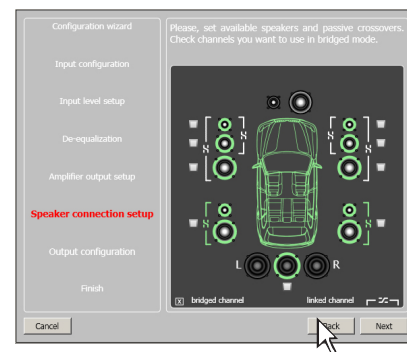 Configuration wizard
Input configuration
Input level setup
De-equalization
Amplifier output setup
Speaker connection setup
Output configuration
Finish
Please, set available speakers and passive crossovers.
Check channels you want to use in bridged mode.
L R
X bridged channel linked channel
Cancel Back Next